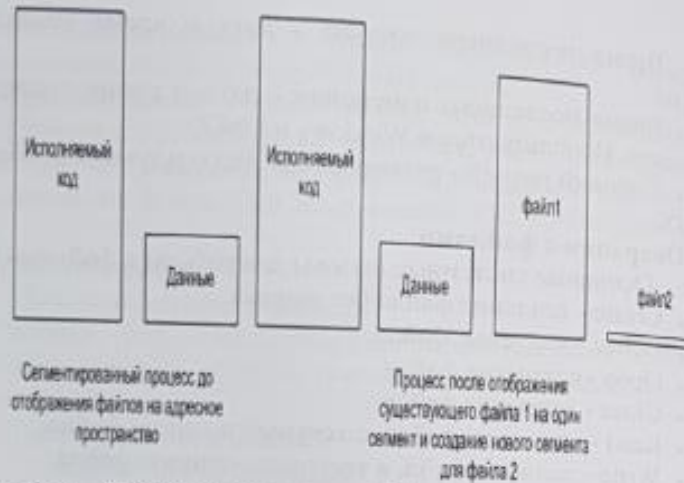 Исполняемый
код
Данные
Исполняемый
код
Данные
файл1
файл2
Сегментированный процесс до
отображения файлов на адресное
пространство
Процесс после отображения
существующего файла 1 на один
сегмент и создание нового сегмента
для файла 2